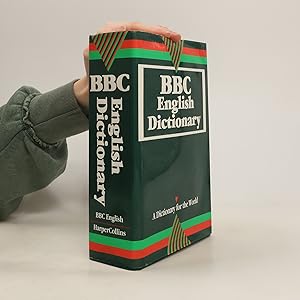 BBC
English
Dictionary
BBC English
HarperCollins
BBC
English
Dictionary
A Dictionary for the World